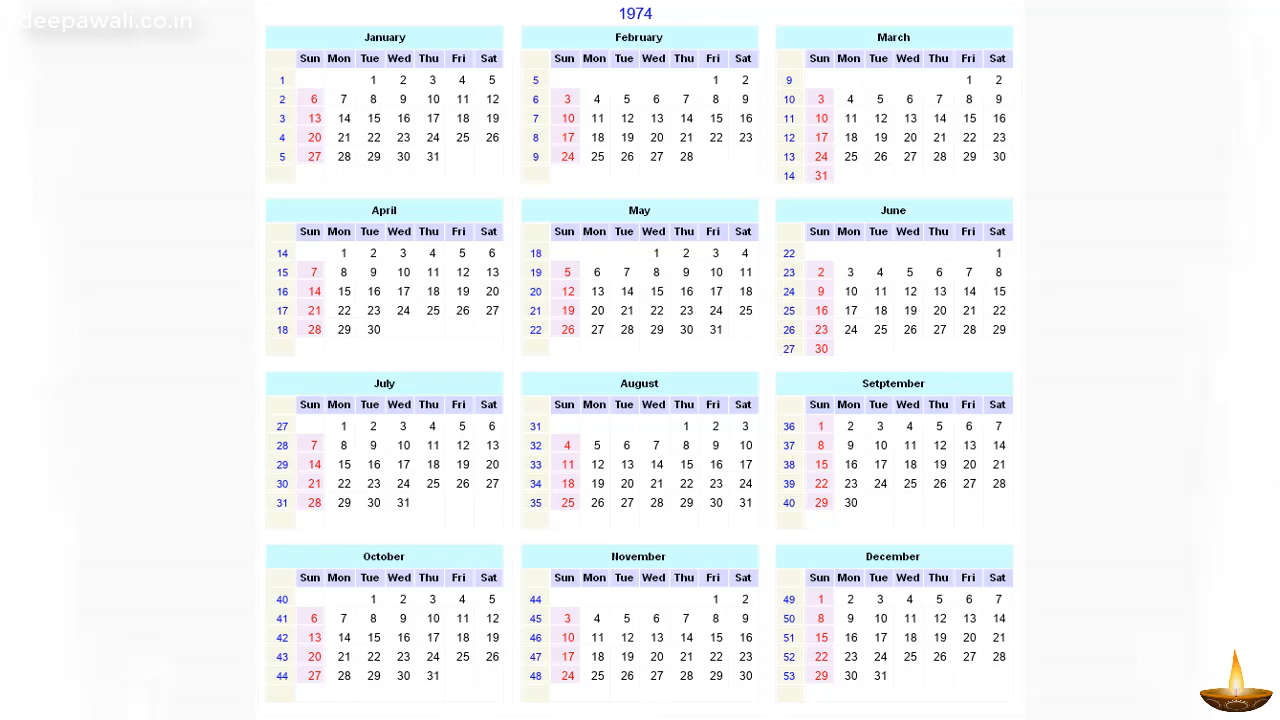 deepawali.co.in
1974
January
Sun Mon Tue Wed Thu Fri Sat
1 1 2 3 4 5
2 6 7 8 9 10 11 12
3 13 14 15 16 17 18 19
4 20 21 22 23 24 25 26
5 27 28 29 30 31
February
Sun Mon Tue Wed Thu Fri Sat
5 1 2
6 3 4 5 6 7 8 9
7 10 11 12 13 14 15 16
8 17 18 19 20 21 22 23
9 24 25 26 27 28
March
Sun Mon Tue Wed Thu Fri Sat
9 1 2
10 3 4 5 6 7 8 9
11 10 11 12 13 14 15 16
12 17 18 19 20 21 22 23
13 24 25 26 27 28 29 30
14 31
April
Sun Mon Tue Wed Thu Fri Sat
14 1 2 3 4 5 6
15 7 8 9 10 11 12 13
16 14 15 16 17 18 19 20
17 21 22 23 24 25 26 27
18 28 29 30
May
Sun Mon Tue Wed Thu Fri Sat
18 1 2 3 4
19 5 6 7 8 9 10 11
20 12 13 14 15 16 17 18
21 19 20 21 22 23 24 25
22 26 27 28 29 30 31
June
Sun Mon Tue Wed Thu Fri Sat
22 1
23 2 3 4 5 6 7 8
24 9 10 11 12 13 14 15
25 16 17 18 19 20 21 22
26 23 24 25 26 27 28 29
27 30
July
Sun Mon Tue Wed Thu Fri Sat
27 1 2 3 4 5 6
28 7 8 9 10 11 12 13
29 14 15 16 17 18 19 20
30 21 22 23 24 25 26 27
31 28 29 30 31
August
Sun Mon Tue Wed Thu Fri Sat
31 1 2 3
32 4 5 6 7 8 9 10
33 11 12 13 14 15 16 17
34 18 19 20 21 22 23 24
35 25 26 27 28 29 30 31
Setptember
Sun Mon Tue Wed Thu Fri Sat
36 1 2 3 4 5 6 7
37 8 9 10 11 12 13 14
38 15 16 17 18 19 20 21
39 22 23 24 25 26 27 28
40 29 30
October
Sun Mon Tue Wed Thu Fri Sat
40 1 2 3 4 5
41 6 7 8 9 10 11 12
42 13 14 15 16 17 18 19
43 20 21 22 23 24 25 26
44 27 28 29 30 31
November
Sun Mon Tue Wed Thu Fri Sat
44 1 2
45 3 4 5 6 7 8 9
46 10 11 12 13 14 15 16
47 17 18 19 20 21 22 23
48 24 25 26 27 28 29 30
December
Sun Mon Tue Wed Thu Fri Sat
49 1 2 3 4 5 6 7
50 8 9 10 11 12 13 14
51 15 16 17 18 19 20 21
52 22 23 24 25 26 27 28
53 29 30 31